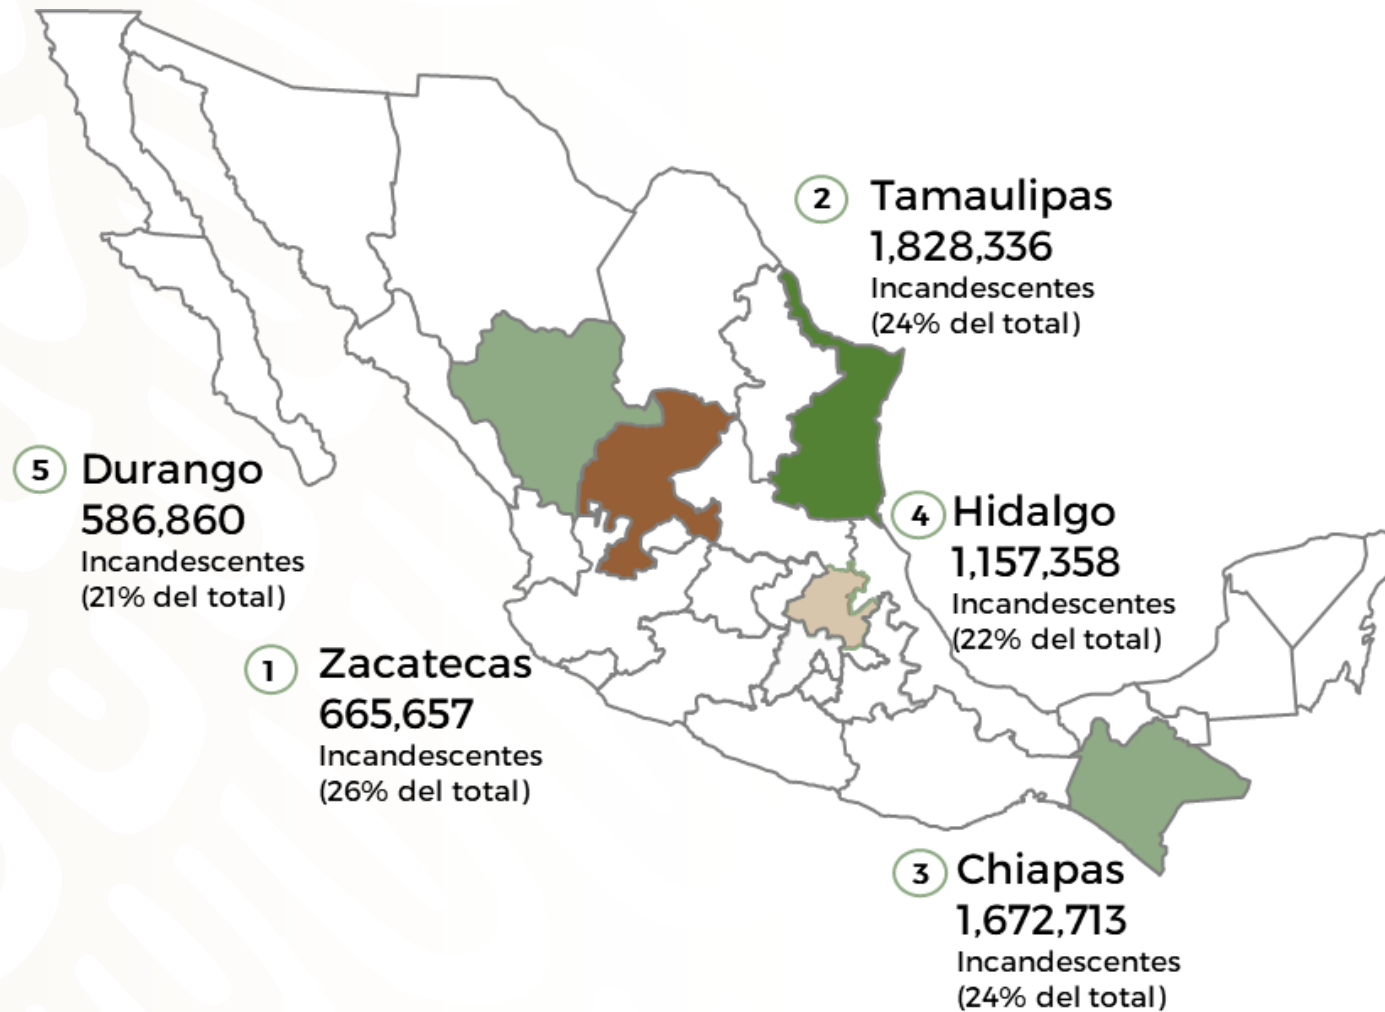 2 Tamaulipas
1,828,336
Incandescentes
(24% del total)
5 Durango
586,860
Incandescentes
(21% del total)
4 Hidalgo
1,157,358
Incandescentes
(22% del total)
1 Zacatecas
665,657
Incandescentes
(26% del total)
3 Chiapas
1,672,713
Incandescentes
(24% del total)